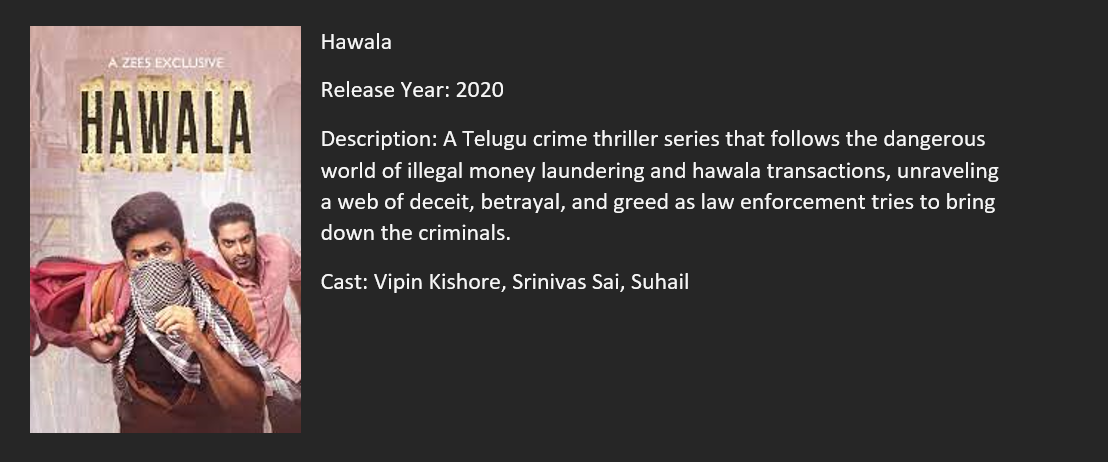 A ZEE5 EXCLUSIVE
HAWALA
Hawala
Release Year: 2020
Description: A Telugu crime thriller series that follows the dangerous
world of illegal money laundering and hawala transactions, unraveling
a web of deceit, betrayal, and greed as law enforcement tries to bring
down the criminals.
Cast: Vipin Kishore, Srinivas Sai, Suhail